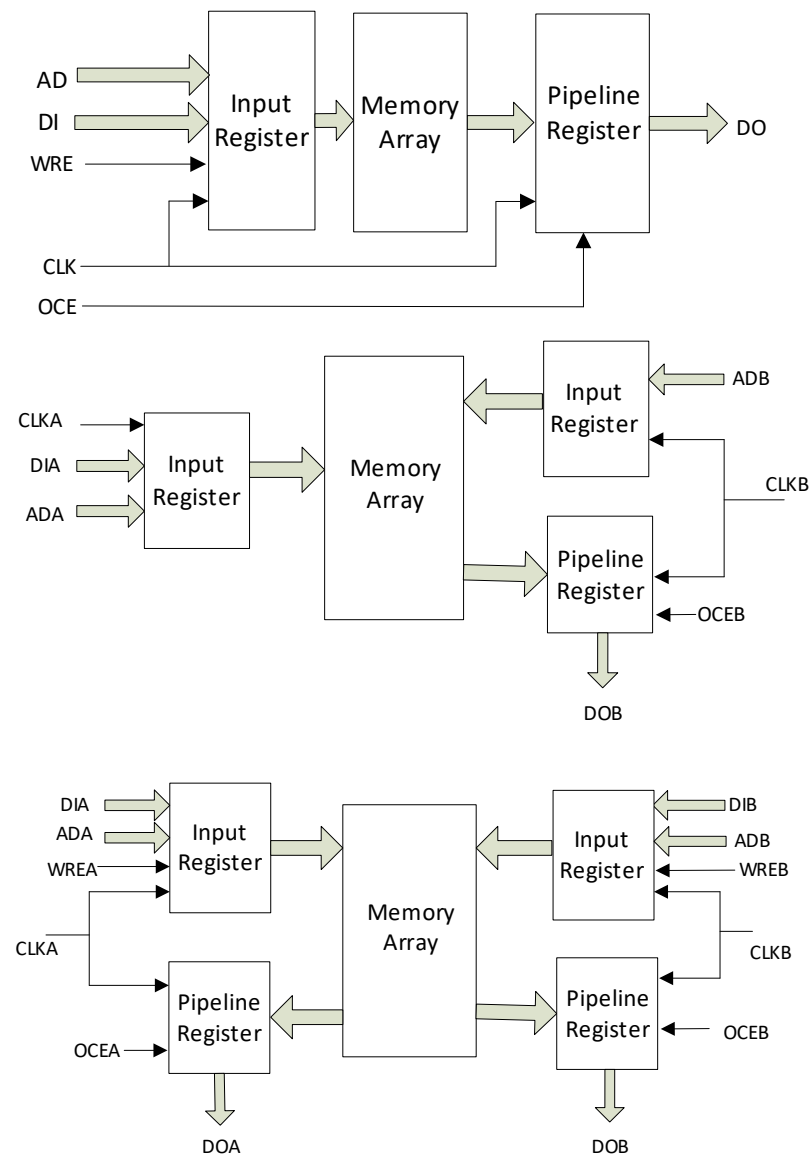 AD
DI
WRE
CLK
OCE
Input
Register
Memory
Array
Pipeline
Register
DO
CLKA
DIA
ADA
Input
Register
Memory
Array
Input
Register
ADB
CLKB
Pipeline
Register
OCEB
DOB
DIA
ADA
WREA
CLKA
OCEA
Input
Register
Pipeline
Register
DOA
Memory
Array
Input
Register
DIB
ADB
WREB
CLKB
Pipeline
Register
OCEB
DOB